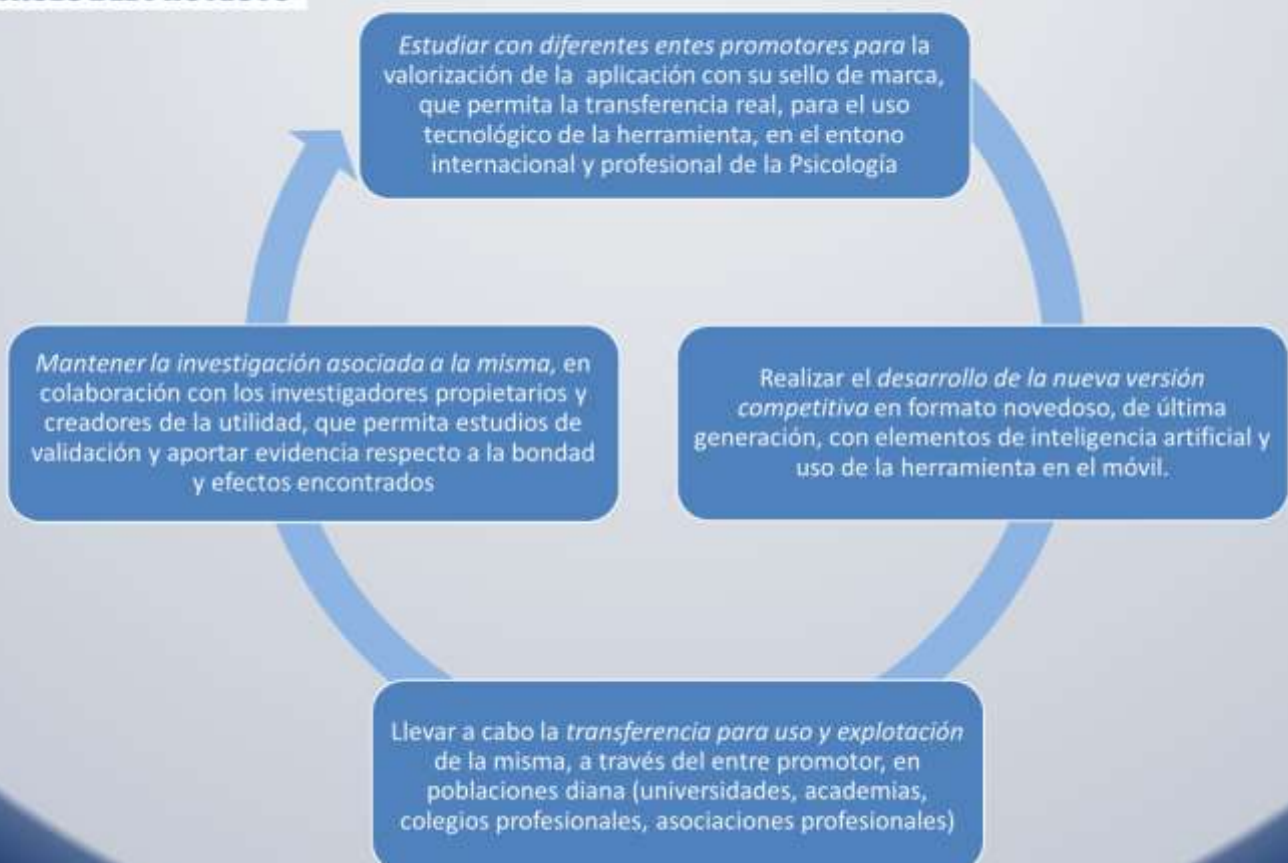 Estudiar con diferentes entes promotores para la
valorización de la aplicación con su sello de marca,
que permita la transferencia real, para el uso
tecnológico de la herramienta, en el entono
internacional y profesional de la Psicología
Mantener la investigación asociada a la misma, en
colaboración con los investigadores propietarios y
creadores de la utilidad, que permita estudios de
validación y aportar evidencia respecto a la bondad
y efectos encontrados
Realizar el desarrollo de la nueva versión
competitiva en formato novedoso, de última
generación, con elementos de inteligencia artificial y
uso de la herramienta en el móvil.
Llevar a cabo la transferencia para uso y explotación
de la misma, a través del entre promotor, en
poblaciones diana (universidades, academias,
colegios profesionales, asociaciones profesionales)